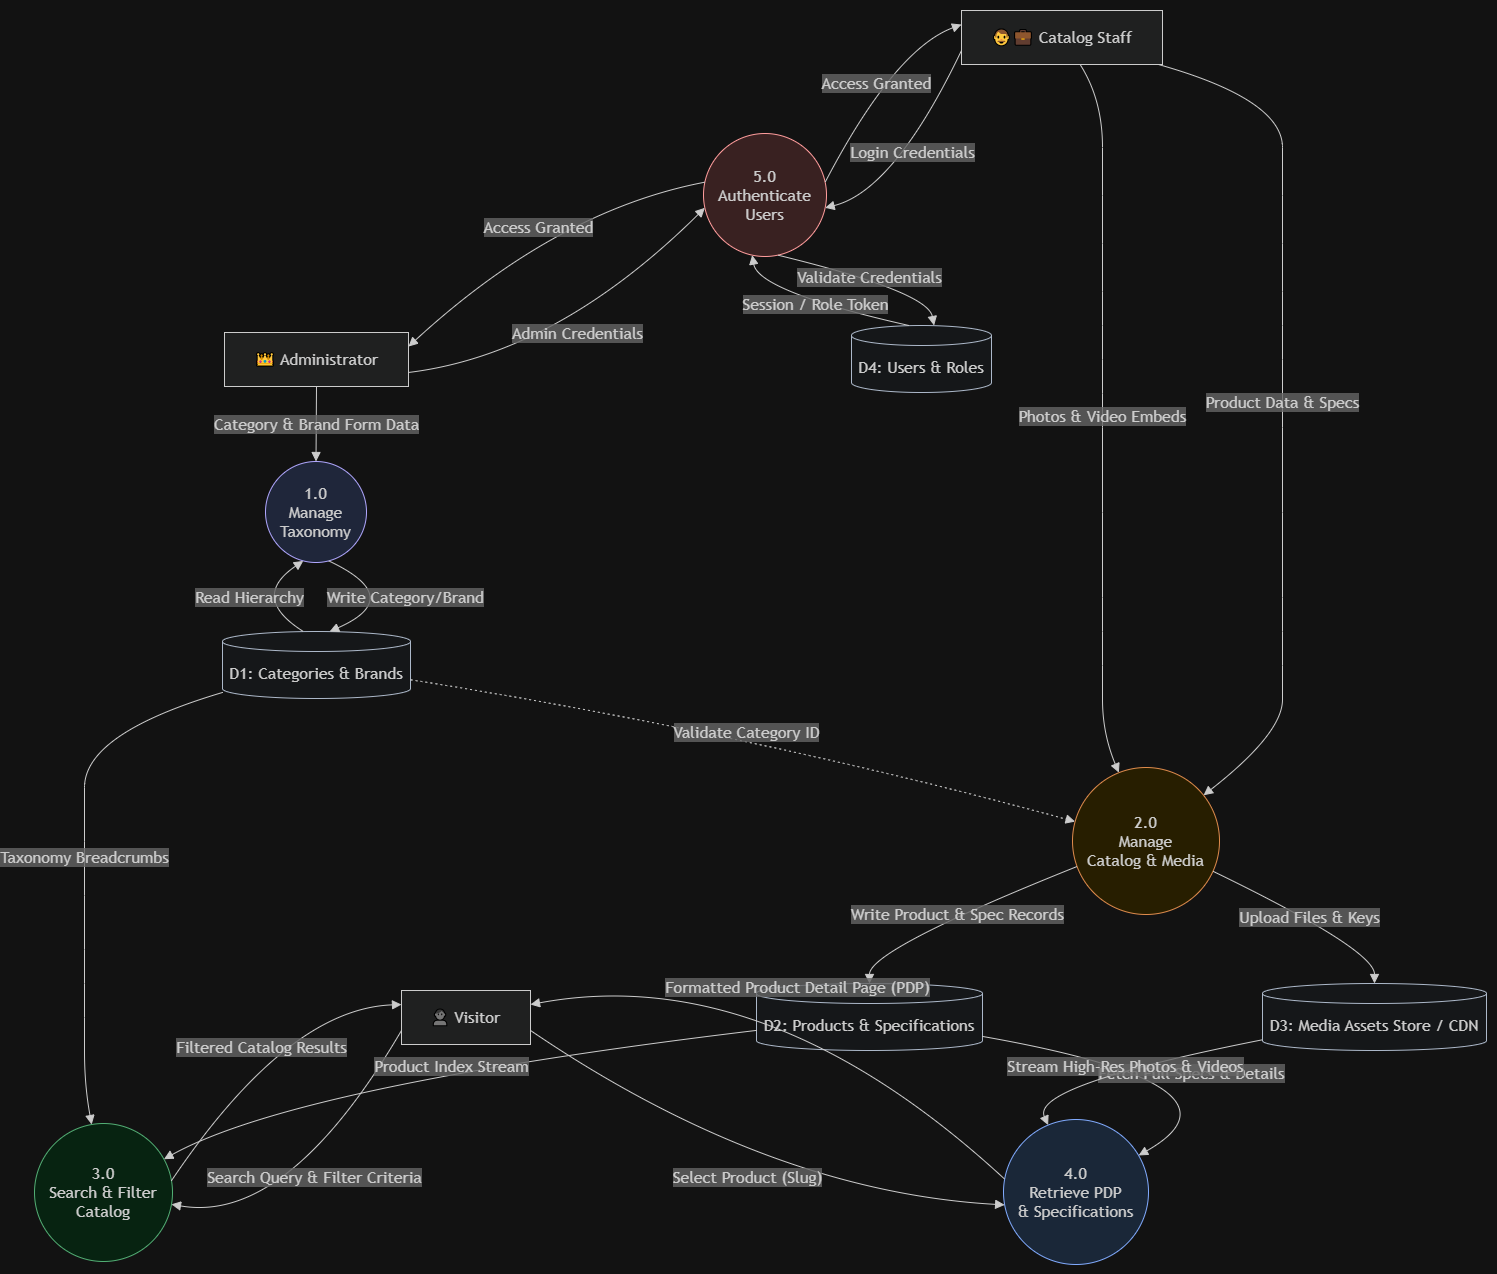 Catalog Staff
Access Granted
Login Credentials
5.0
Authenticate
Users
Access Granted
Validate Credentials
Session / Role Token
Admin Credentials
Administrator
D4: Users & Roles
Category & Brand Form Data
Photos & Video Embeds
Product Data & Specs
1.0
Manage
Taxonomy
Read Hierarchy
Write Category/Brand
D1: Categories & Brands
Validate Category ID
2.0
Manage
Catalog & Media
Taxonomy Breadcrumbs
Write Product & Spec Records
Upload Files & Keys
Formatted Product Detail Page (PDP)
Visitor
D2: Products & Specifications
D3: Media Assets Store / CDN
Filtered Catalog Results
Product Index Stream
Stream High-Res Photos & Videos
Fetch Full Specs & Details
Search Query & Filter Criteria
Select Product (Slug)
3.0
Search & Filter
Catalog
4.0
Retrieve PDP
& Specifications